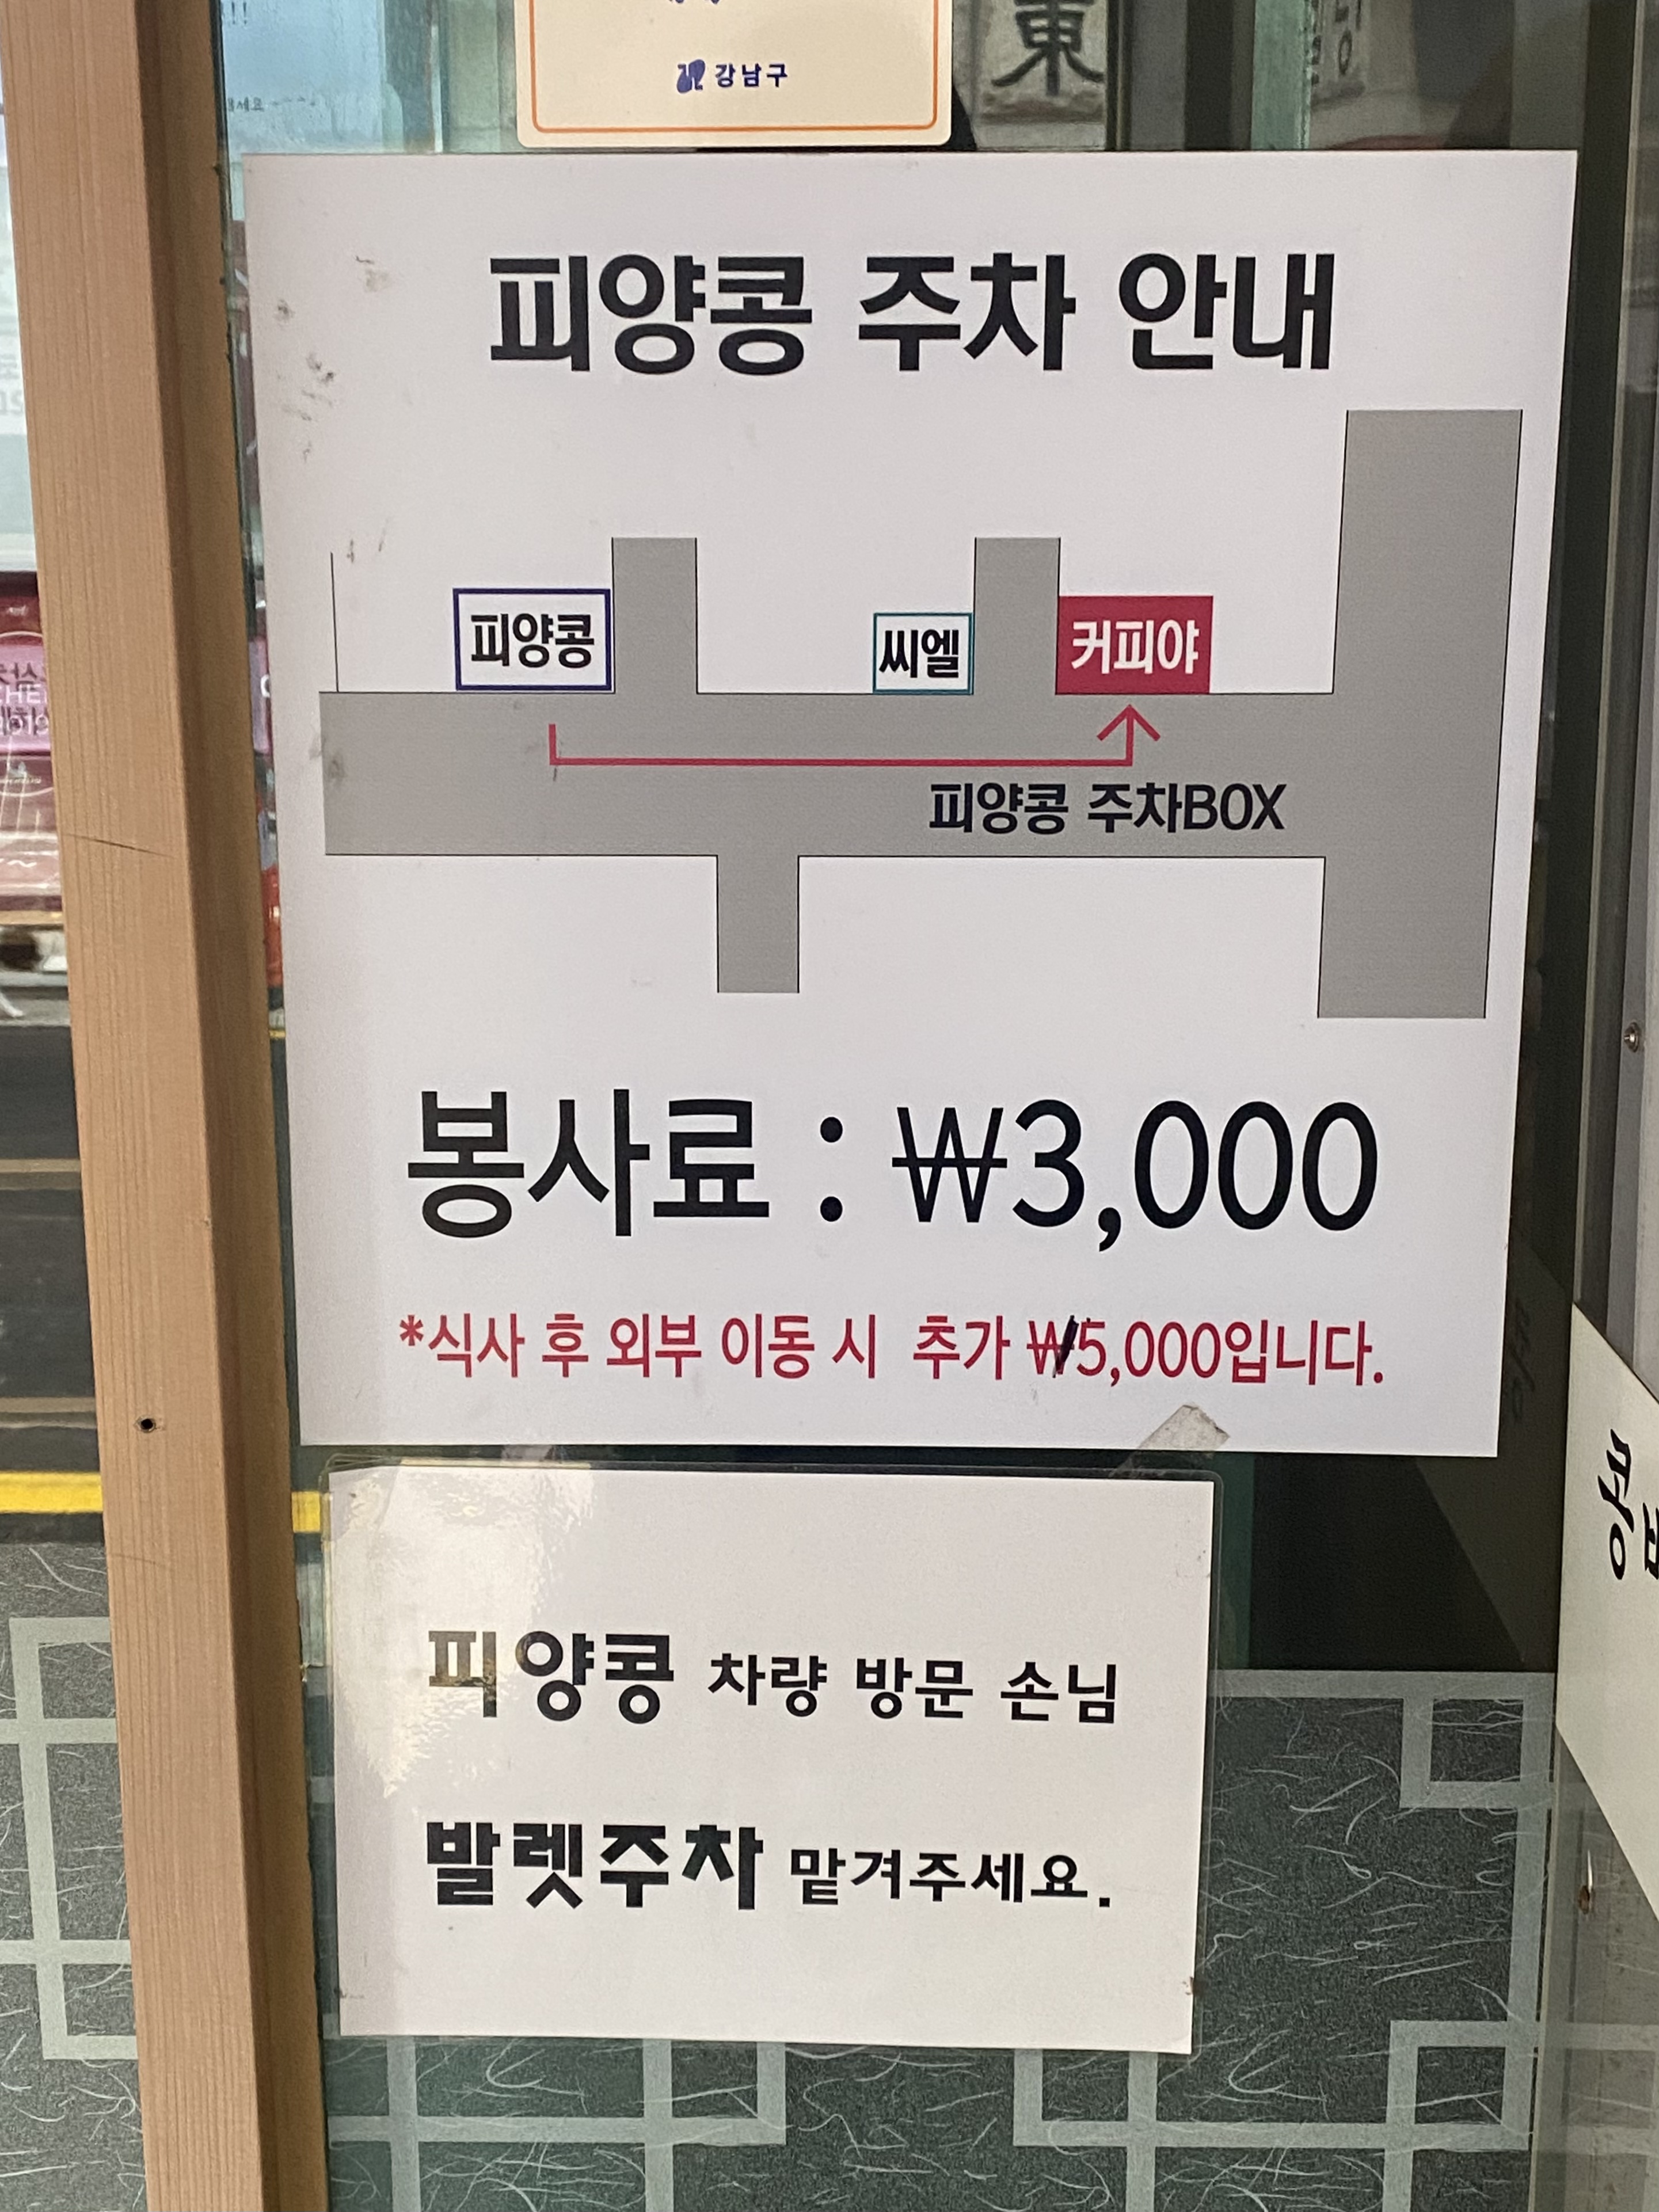 강남구
東
피양콩 주차 안내
피양콩
씨엘
커피야
피양콩 주차BOX
봉사료 : ₩3,000
*식사 후 외부 이동 시 추가 ₩5,000입니다.
피양콩 차량 방문 손님
발렛주차 맡겨주세요.